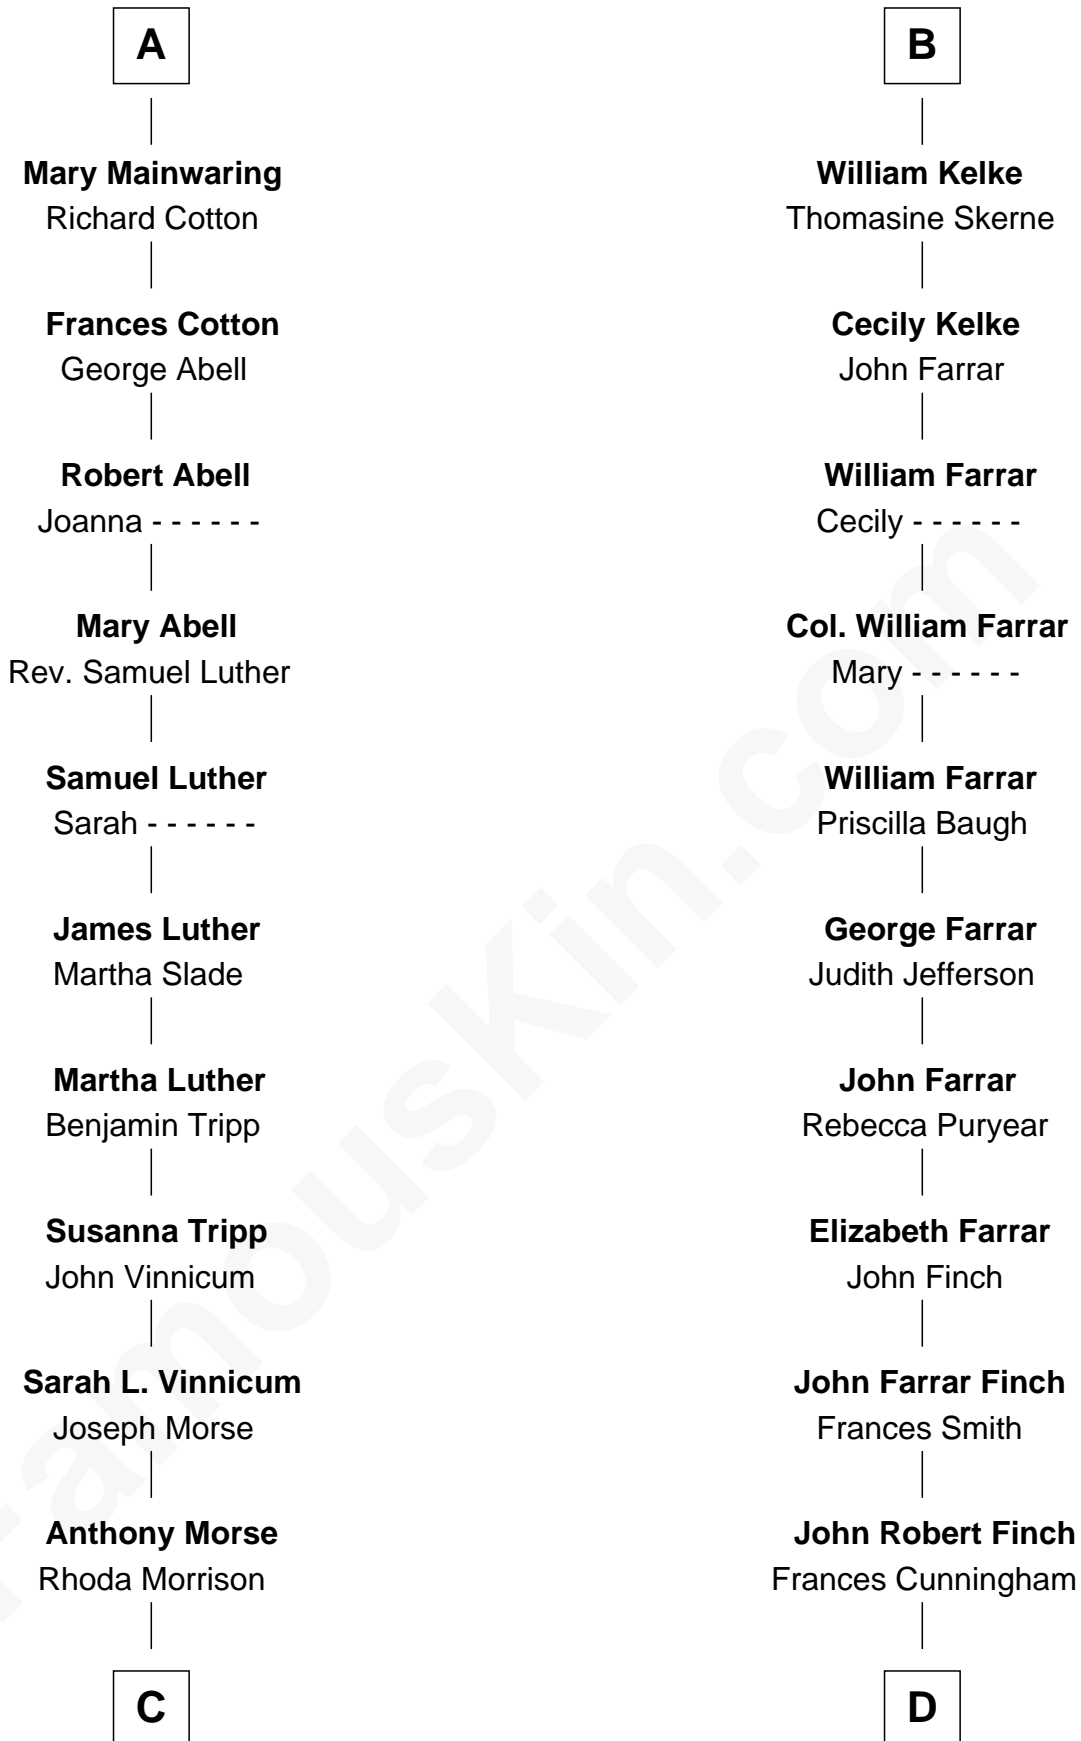 A
Mary Mainwaring
Richard Cotton
Frances Cotton
George Abell
Robert Abell
Joanna - - - - - -
Mary Abell
Rev. Samuel Luther
Samuel Luther
Sarah - - - - - -
James Luther
Martha Slade
Martha Luther
Benjamin Tripp
Susanna Tripp
John Vinnicum
Sarah L. Vinnicum
Joseph Morse
Anthony Morse
Rhoda Morrison
C
B
William Kelke
Thomasine Skerne
Cecily Kelke
John Farrar
William Farrar
Cecily - - - - - -
Col. William Farrar
Mary - - - - - -
William Farrar
Priscilla Baugh
George Farrar
Judith Jefferson
John Farrar
Rebecca Puryear
Elizabeth Farrar
John Finch
John Farrar Finch
Frances Smith
John Robert Finch
Frances Cunningham
D
FamousKin.com